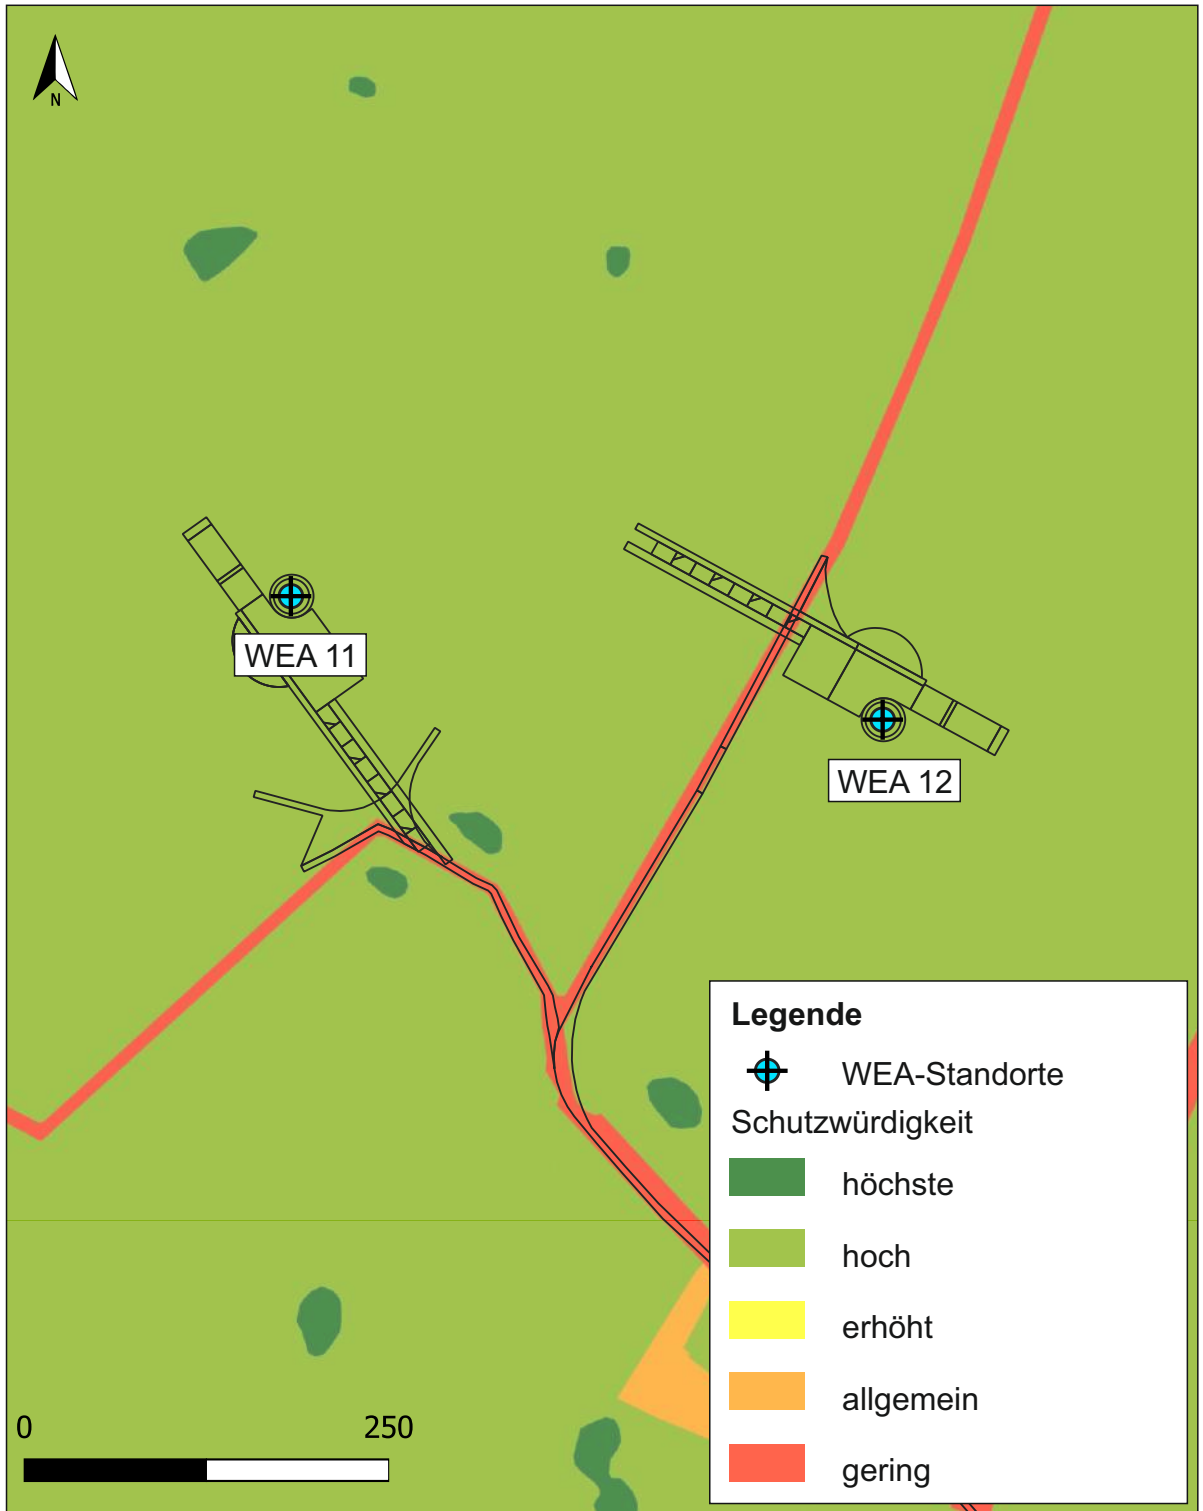 N
WEA 11
WEA 12
Legende
WEA-Standorte
Schutzwürdigkeit
höchste
hoch
erhöht
allgemein
gering
0 250